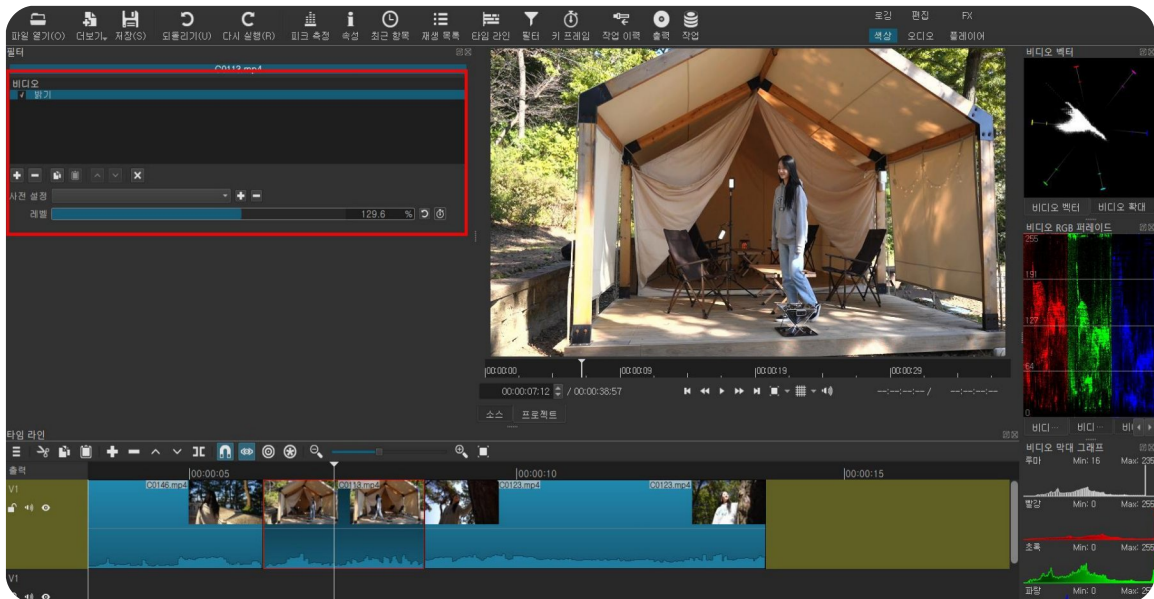 파일 열기(O) 더보기 저장(S) 되돌리기(U) 다시 실행(R) 피크 측정 속성 최근 항목 재생 목록 타임 라인 필터 키 프레임 작업 이력 출력 작업
로깅 편집 FX
색상 오디오 플레이어
필터
C0113.mp4
비디오
밝기
사전 설정
레벨 129.6 %
00:00:00 00:00:09 00:00:19 00:00:29
00:00:07:12 / 00:00:38:57 --:--:--:-- / --:--:--:--
소스 프로젝트
비디오 벡터
비디오 벡터 비디오 확대
비디오 RGB 퍼레이드
255
191
127
64
0
비디… 비디…
비디오 막대 그래프
루마 Min: 16 Max: 235
빨강 Min: 0 Max: 255
초록 Min: 0 Max: 255
파랑 Min: 0
타임 라인
출력 00:00:05 00:00:10 00:00:15
V1
C0146.mp4 C0123.mp4 C0123.mp4
V1